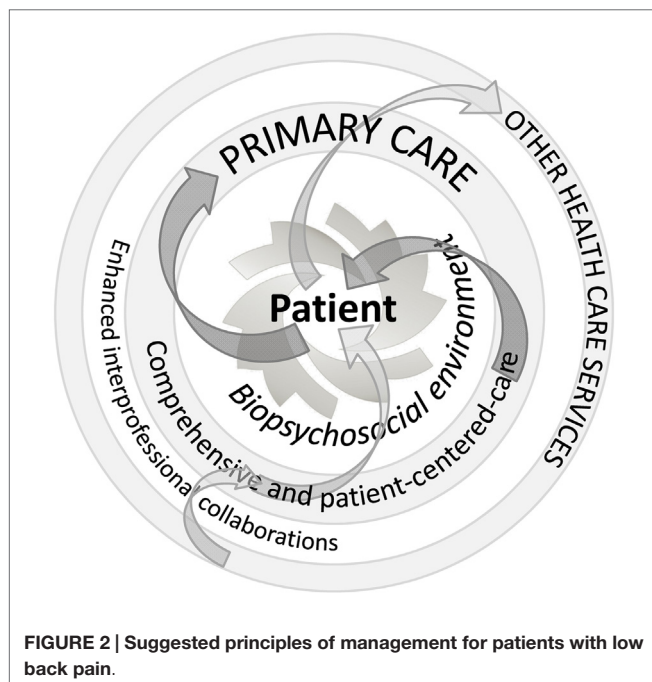 OTHER HEALTH CARE SERVICES
PRIMARY CARE
Patient
Biopsychosocial environment
Comprehensive and patient-centered-care
Enhanced interprofessional collaborations
FIGURE 2 | Suggested principles of management for patients with low
back pain.